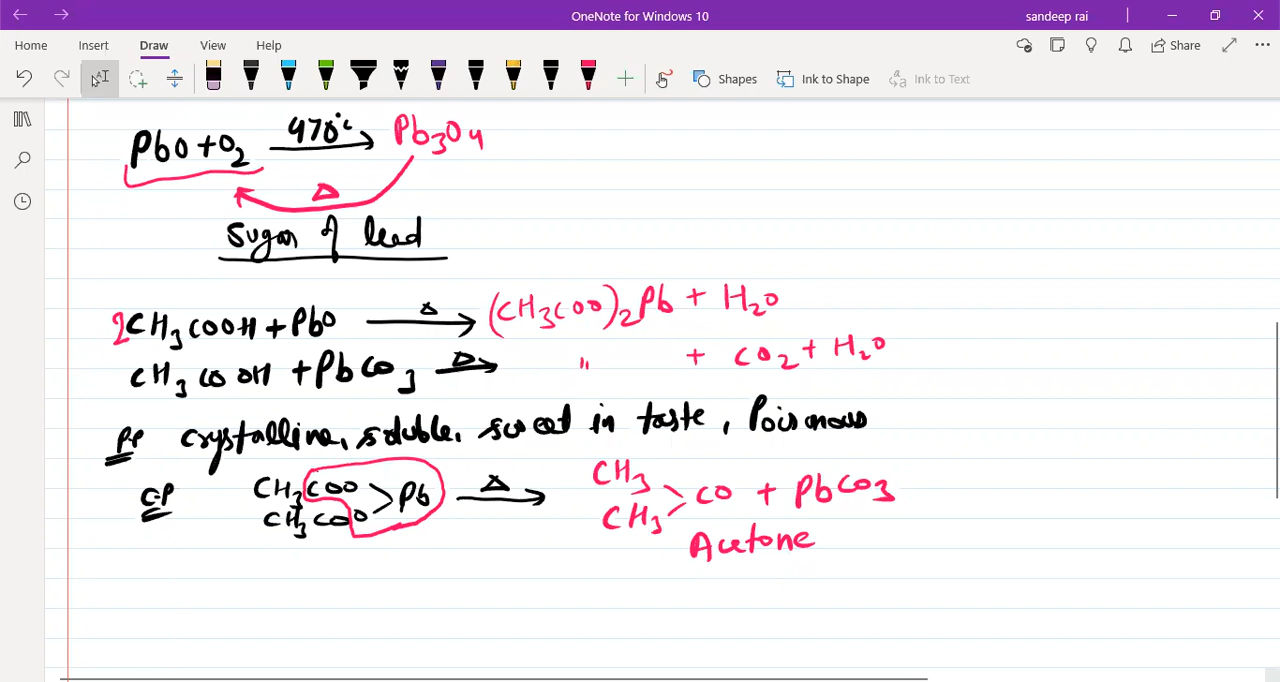 OneNote for Windows 10
sandeep rai
Home Insert Draw View Help
Share
Shapes Ink to Shape Ink to Text
PbO + O2 470°C → Pb3O4
Δ
Sugar of lead
2CH3COOH + PbO Δ → (CH3COO)2Pb + H2O
CH3COOH + PbCO3 Δ → " + CO2 + H2O
PP crystalline, soluble, sweet in taste, Poisonous
CP CH3COO > Pb Δ → CH3 > CO + PbCO3
CH3COO CH3
Acetone